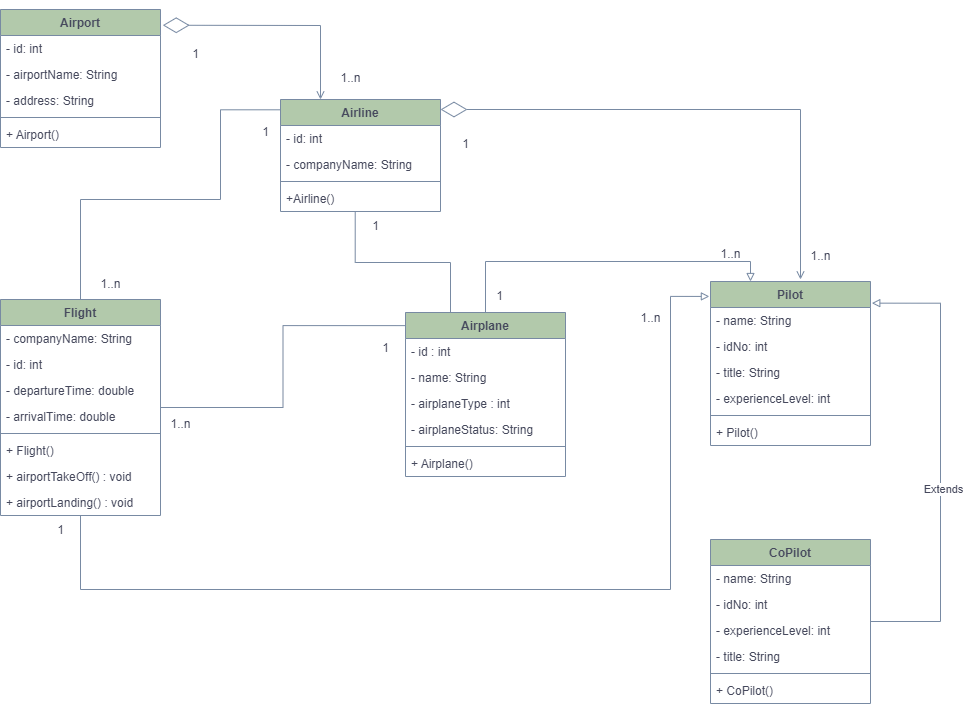 Airport
- id: int
- airportName: String
- address: String
+ Airport()
1
1..n
Airline
- id: int
- companyName: String
+Airline()
1
1
1
1..n
Flight
- companyName: String
- id: int
- departureTime: double
- arrivalTime: double
+ Flight()
+ airportTakeOff() : void
+ airportLanding() : void
1
1..n
1
1
Airplane
- id : int
- name: String
- airplaneType : int
- airplaneStatus: String
+ Airplane()
1..n
1..n
1..n
Pilot
- name: String
- idNo: int
- title: String
- experienceLevel: int
+ Pilot()
Extends
CoPilot
- name: String
- idNo: int
- experienceLevel: int
- title: String
+ CoPilot()